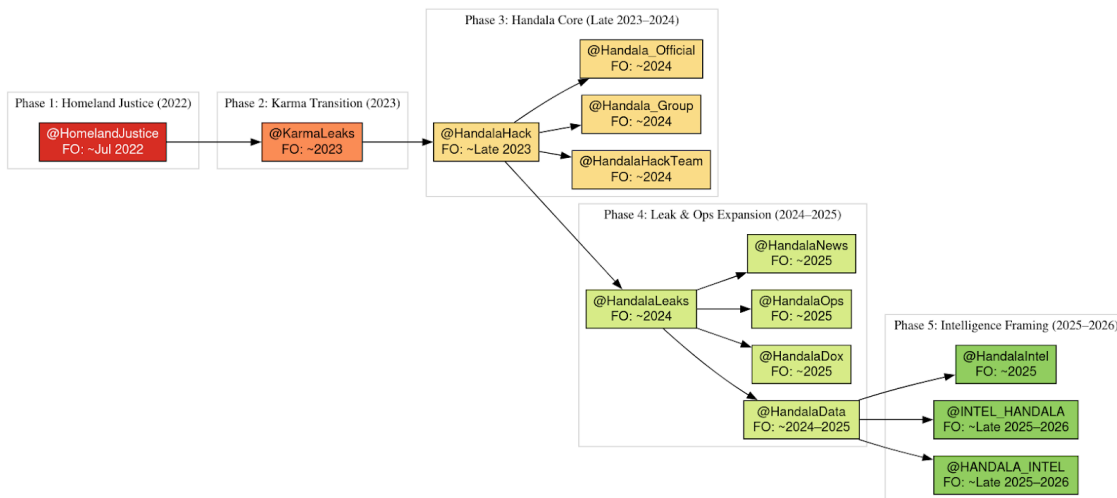 Phase 1: Homeland Justice (2022)
@HomelandJustice
FO: ~Jul 2022
Phase 2: Karma Transition (2023)
@KarmaLeaks
FO: ~2023
Phase 3: Handala Core (Late 2023–2024)
@HandalaHack
FO: ~Late 2023
@Handala_Official
FO: ~2024
@Handala_Group
FO: ~2024
@HandalaHackTeam
FO: ~2024
Phase 4: Leak & Ops Expansion (2024–2025)
@HandalaLeaks
FO: ~2024
@HandalaNews
FO: ~2025
@HandalaOps
FO: ~2025
@HandalaDox
FO: ~2025
@HandalaData
FO: ~2024–2025
Phase 5: Intelligence Framing (2025–2026)
@HandalaIntel
FO: ~2025
@INTEL_HANDALA
FO: ~Late 2025–2026
@HANDALA_INTEL
FO: ~Late 2025–2026